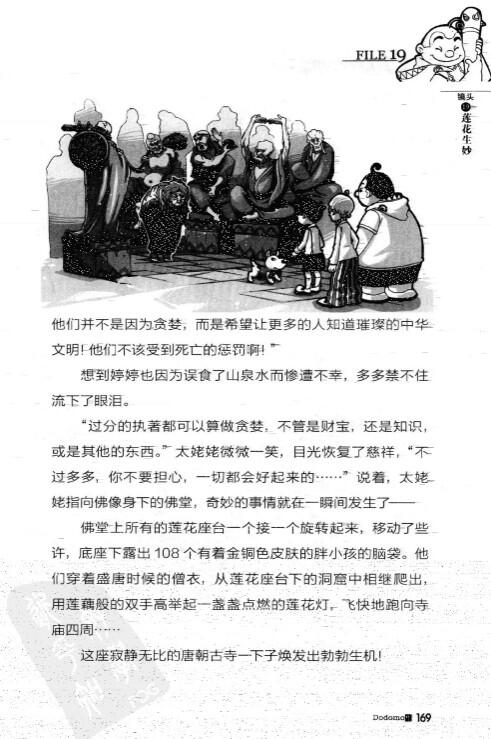 FILE 19
镜头
19
莲花生妙
他们并不是因为贪婪，而是希望让更多的人知道璀璨的中华
文明！他们不该受到死亡的惩罚啊！”
想到婷婷也因为误食了山泉水而惨遭不幸，多多禁不住
流下了眼泪。
“过分的执著都可以算做贪婪，不管是财宝，还是知识，
或是其他的东西。”太姥姥微微一笑，目光恢复了慈祥，“不
过多多，你不要担心，一切都会好起来的……”说着，太姥
姥指向佛像身下的佛堂，奇妙的事情就在一瞬间发生了——
佛堂上所有的莲花座台一个接一个旋转起来，移动了些
许，底座下露出108个有着金铜色皮肤的胖小孩的脑袋。他
们穿着盛唐时候的僧衣，从莲花座台下的洞窟中相继爬出，
用莲藕般的双手高举起一盏盏点燃的莲花灯，飞快地跑向寺
庙四周……
这座寂静无比的唐朝古寺一下子焕发出勃勃生机！
Dodomo 169